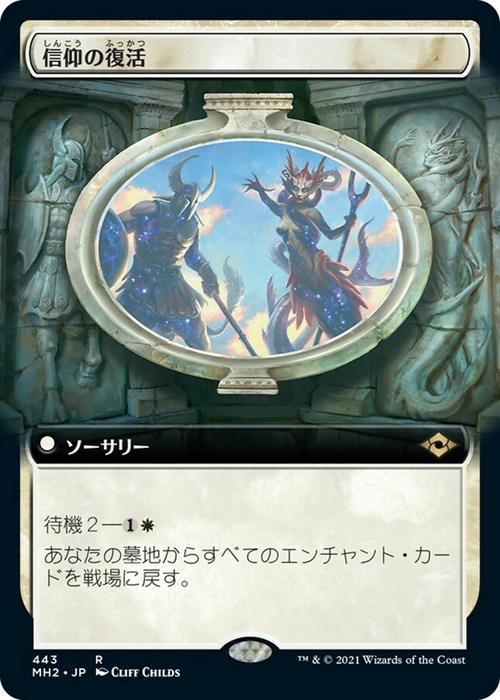 しんこう ふっかつ
信仰の復活
ソーサリー
待機2―1
あなたの墓地からすべてのエンチャント・カー
ドを戦場に戻す。
443 R
MH2・JP CLIFF CHILDS
™ & © 2021 Wizards of the Coast